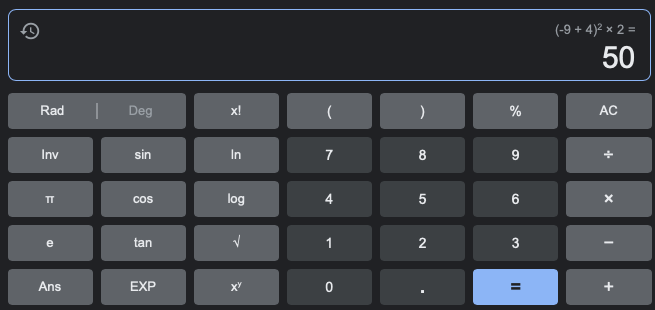 (-9 + 4)² × 2 =
50
Rad | Deg x! ( ) % AC
Inv sin ln 7 8 9 ÷
π cos log 4 5 6 ×
e tan √ 1 2 3 −
Ans EXP xʸ 0 . = +